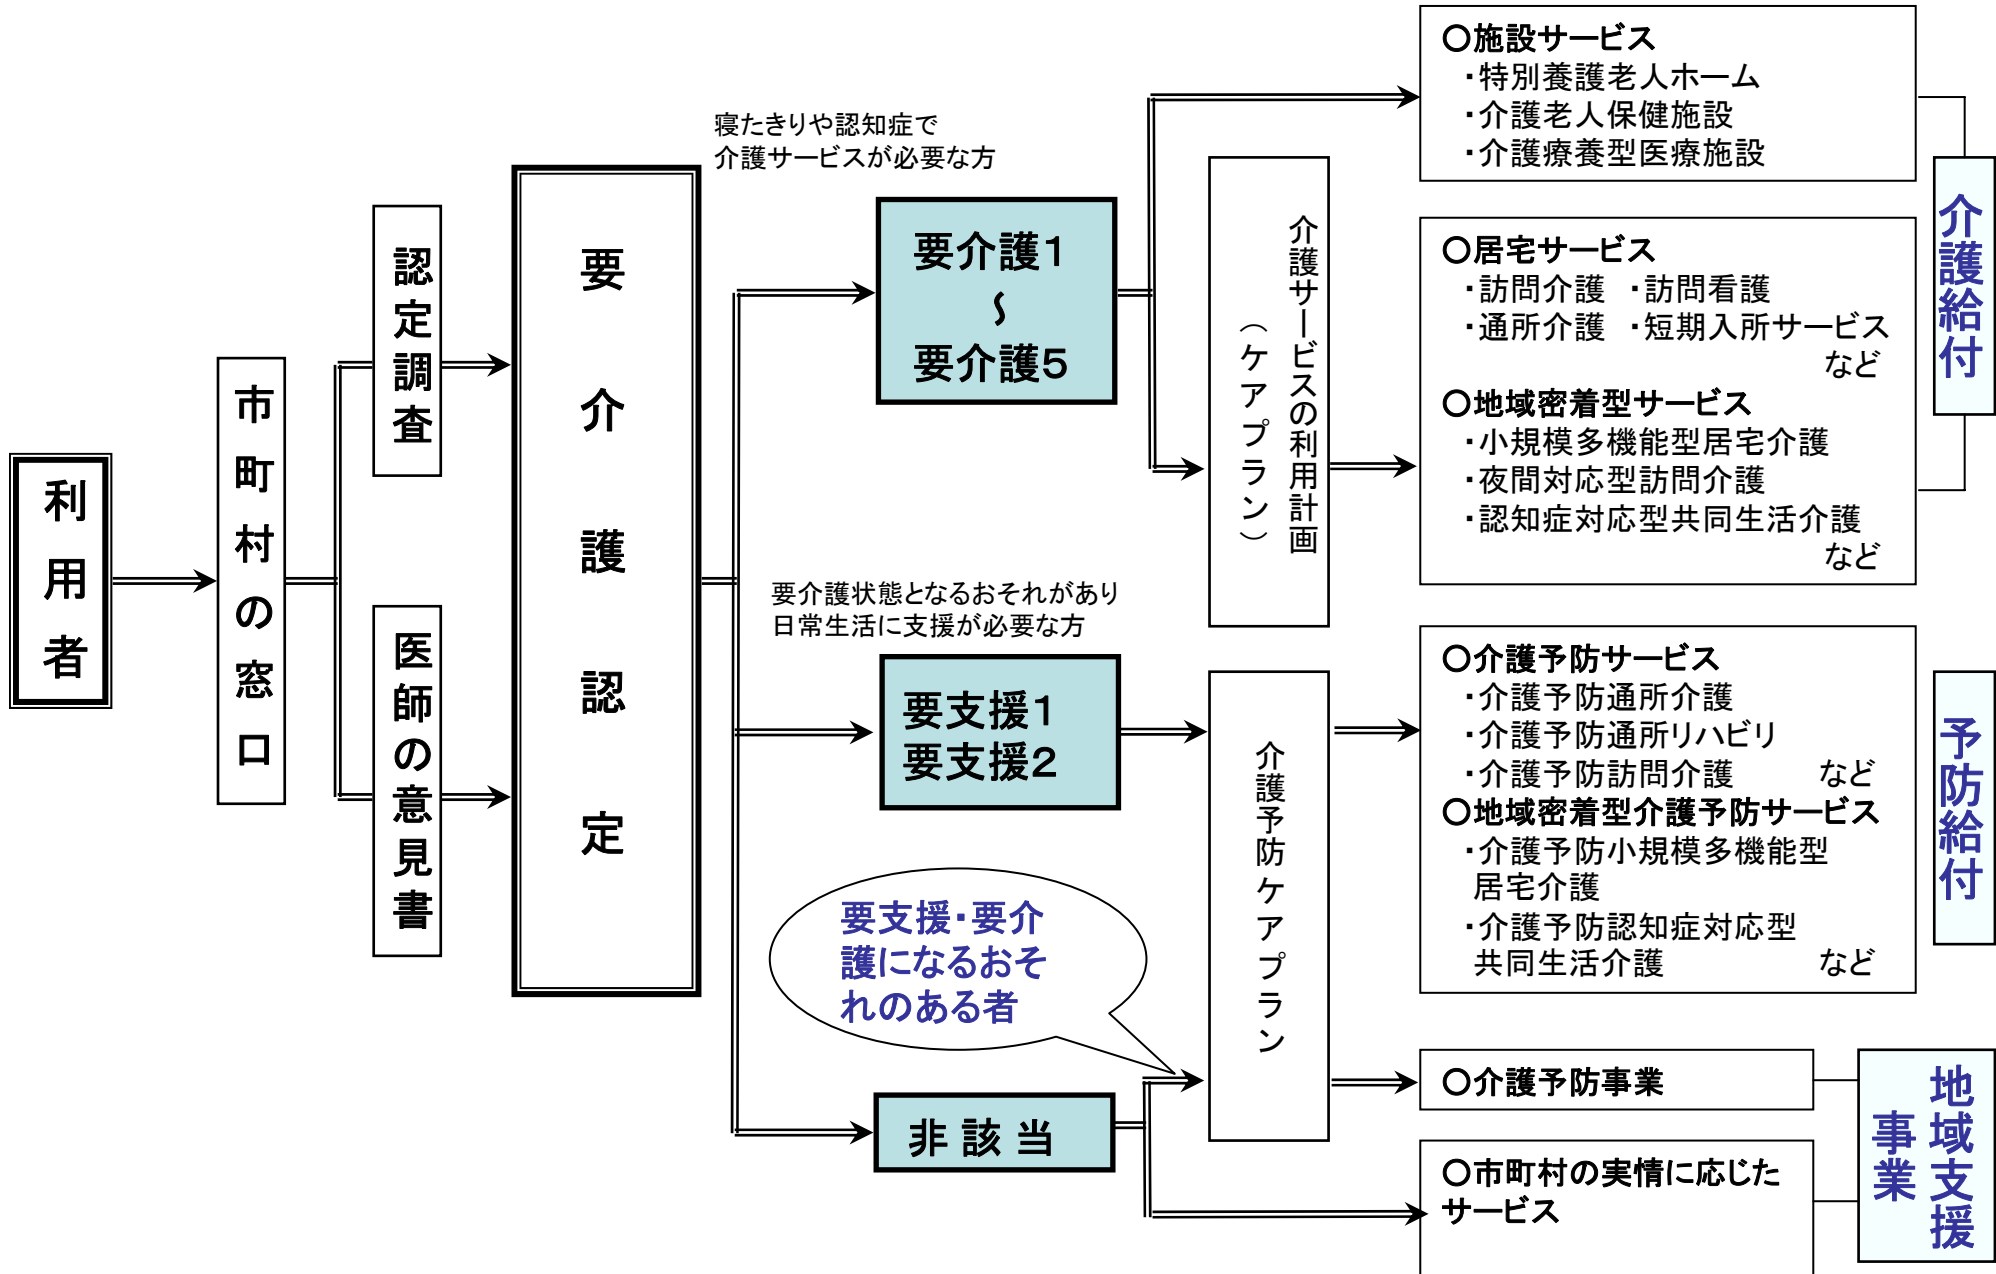 利用者
市町村の窓口
認定調査
医師の意見書
要介護認定
寝たきりや認知症で
介護サービスが必要な方
要介護1
～
要介護5
要介護状態となるおそれがあり
日常生活に支援が必要な方
要支援1
要支援2
要支援・要介
護になるおそ
れのある者
非該当
介護サービスの利用計画
（ケアプラン）
介護予防ケアプラン
○施設サービス
・特別養護老人ホーム
・介護老人保健施設
・介護療養型医療施設
○居宅サービス
・訪問介護 ・訪問看護
・通所介護 ・短期入所サービス
など
○地域密着型サービス
・小規模多機能型居宅介護
・夜間対応型訪問介護
・認知症対応型共同生活介護
など
介護給付
○介護予防サービス
・介護予防通所介護
・介護予防通所リハビリ
・介護予防訪問介護 など
○地域密着型介護予防サービス
・介護予防小規模多機能型
居宅介護
・介護予防認知症対応型
共同生活介護 など
予防給付
○介護予防事業
○市町村の実情に応じた
サービス
地域支援
事業